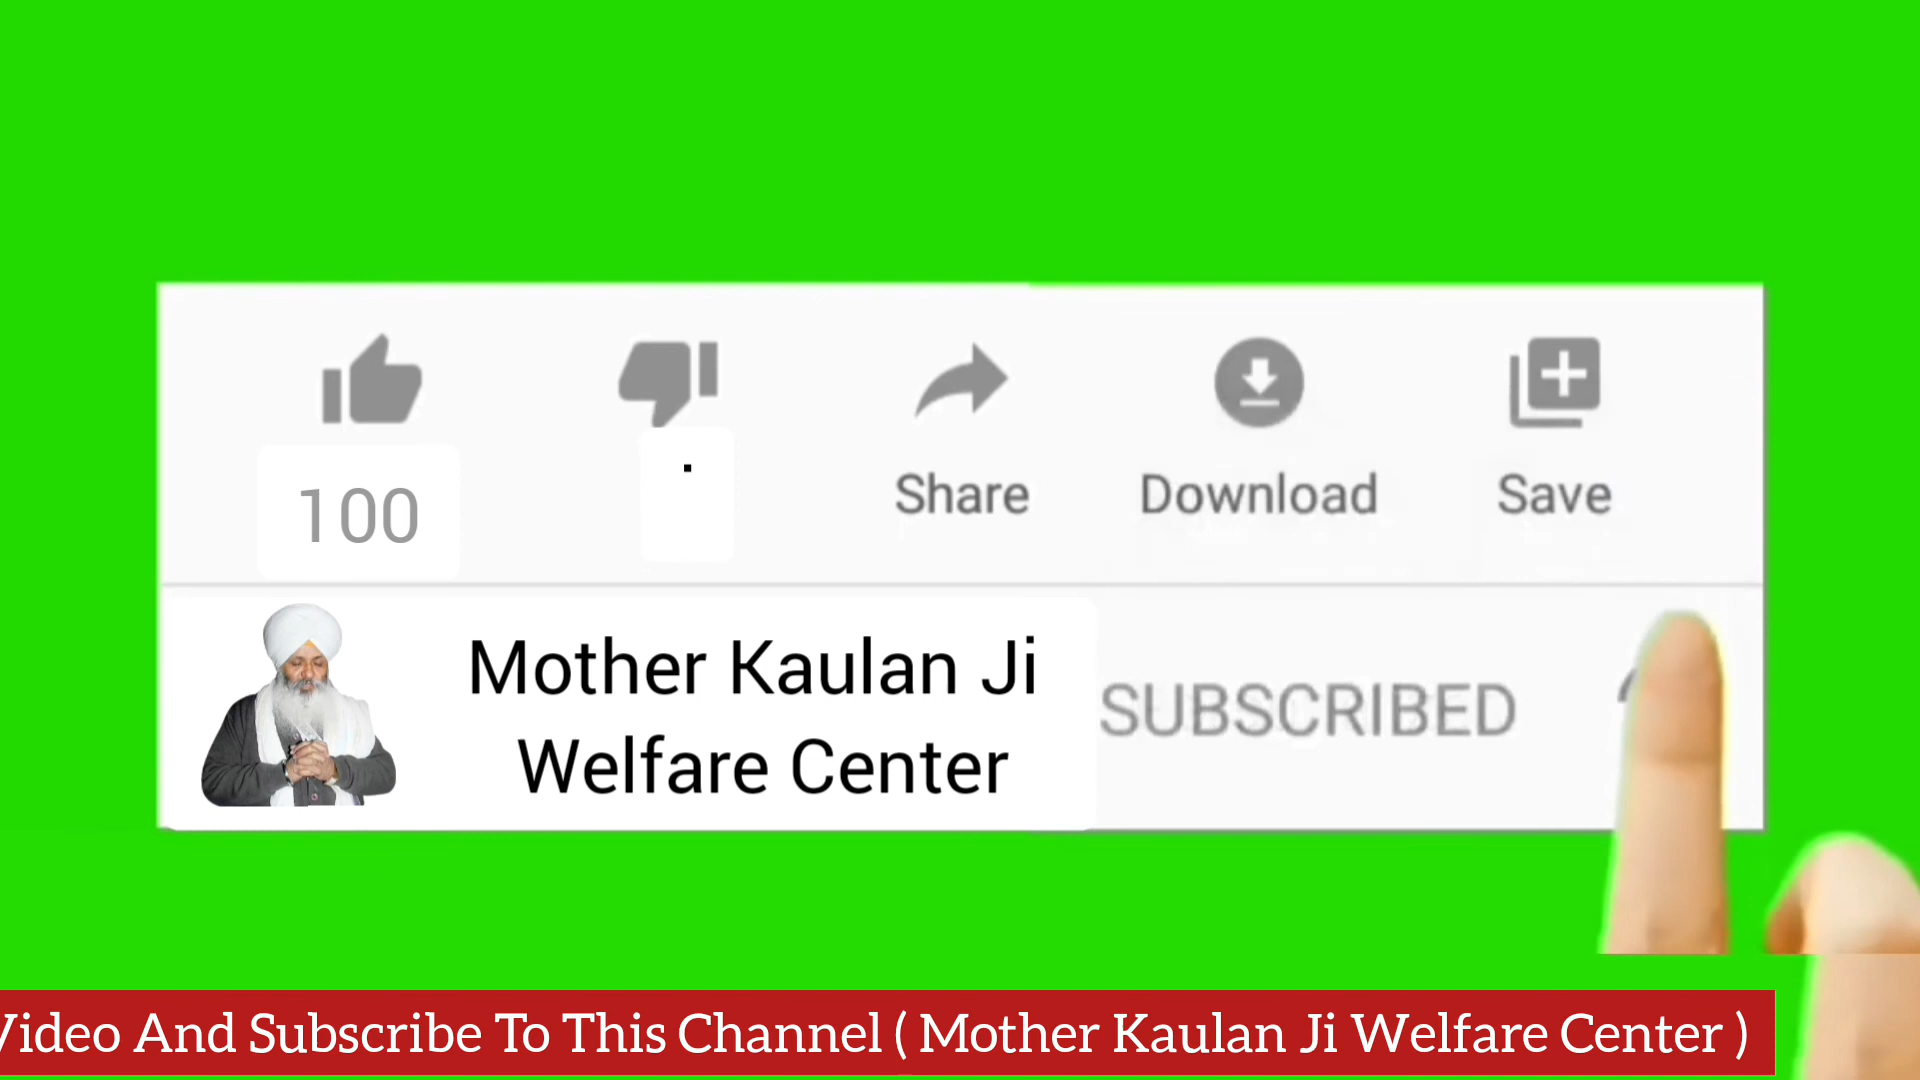 100
Share
Download
Save
Mother Kaulan Ji
Welfare Center
SUBSCRIBED
Video And Subscribe To This Channel ( Mother Kaulan Ji Welfare Center )